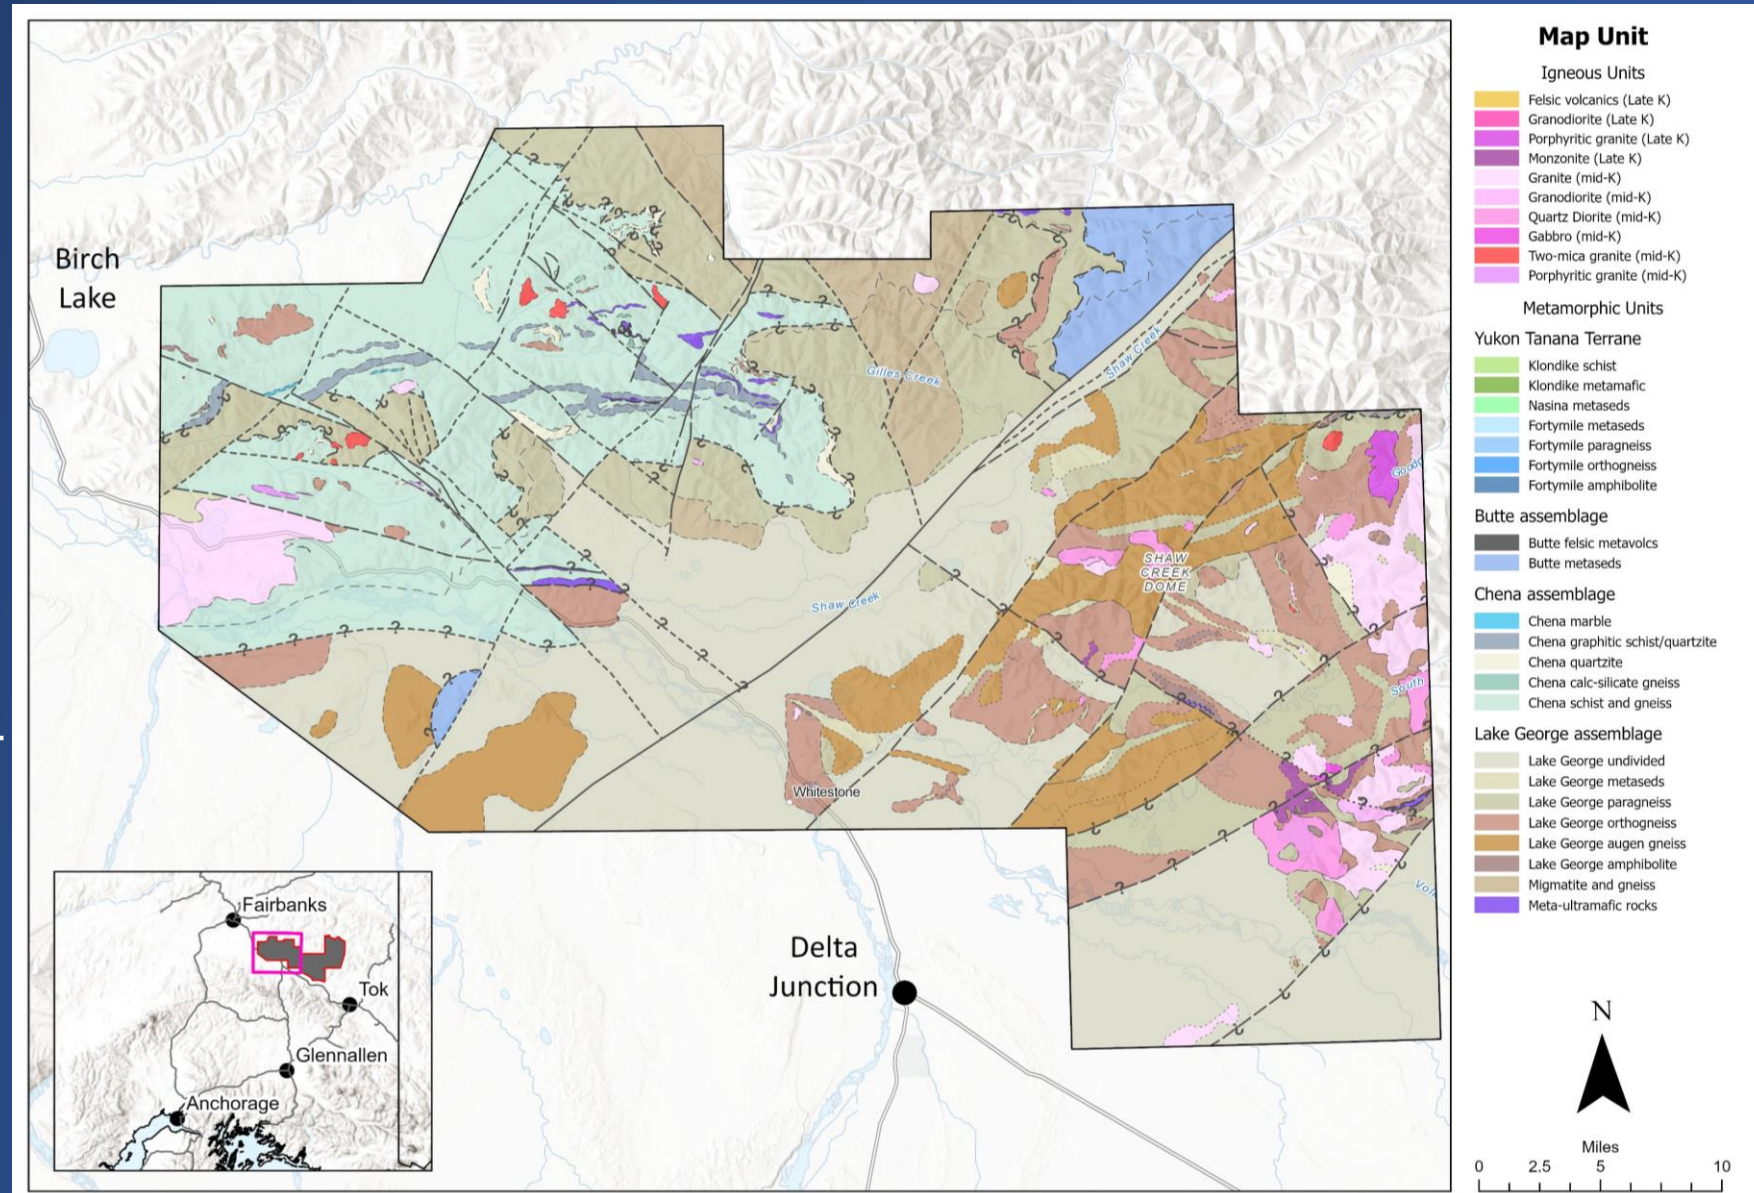 Birch
Lake
Gilles Creek
Shaw Creek
SHAW
CREEK
DOME
Shaw Creek
South
Whitestone
Delta
Junction
Fairbanks
Tok
Glennallen
Anchorage
Map Unit
Igneous Units
Felsic volcanics (Late K)
Granodiorite (Late K)
Porphyritic granite (Late K)
Monzonite (Late K)
Granite (mid-K)
Granodiorite (mid-K)
Quartz Diorite (mid-K)
Gabbro (mid-K)
Two-mica granite (mid-K)
Porphyritic granite (mid-K)
Metamorphic Units
Yukon Tanana Terrane
Klondike schist
Klondike metamafic
Nasina metaseds
Fortymile metaseds
Fortymile paragneiss
Fortymile orthogneiss
Fortymile amphibolite
Butte assemblage
Butte felsic metavolcs
Butte metaseds
Chena assemblage
Chena marble
Chena graphitic schist/quartzite
Chena quartzite
Chena calc-silicate gneiss
Chena schist and gneiss
Lake George assemblage
Lake George undivided
Lake George metaseds
Lake George paragneiss
Lake George orthogneiss
Lake George augen gneiss
Lake George amphibolite
Migmatite and gneiss
Meta-ultramafic rocks
N
Miles
0 2.5 5 10